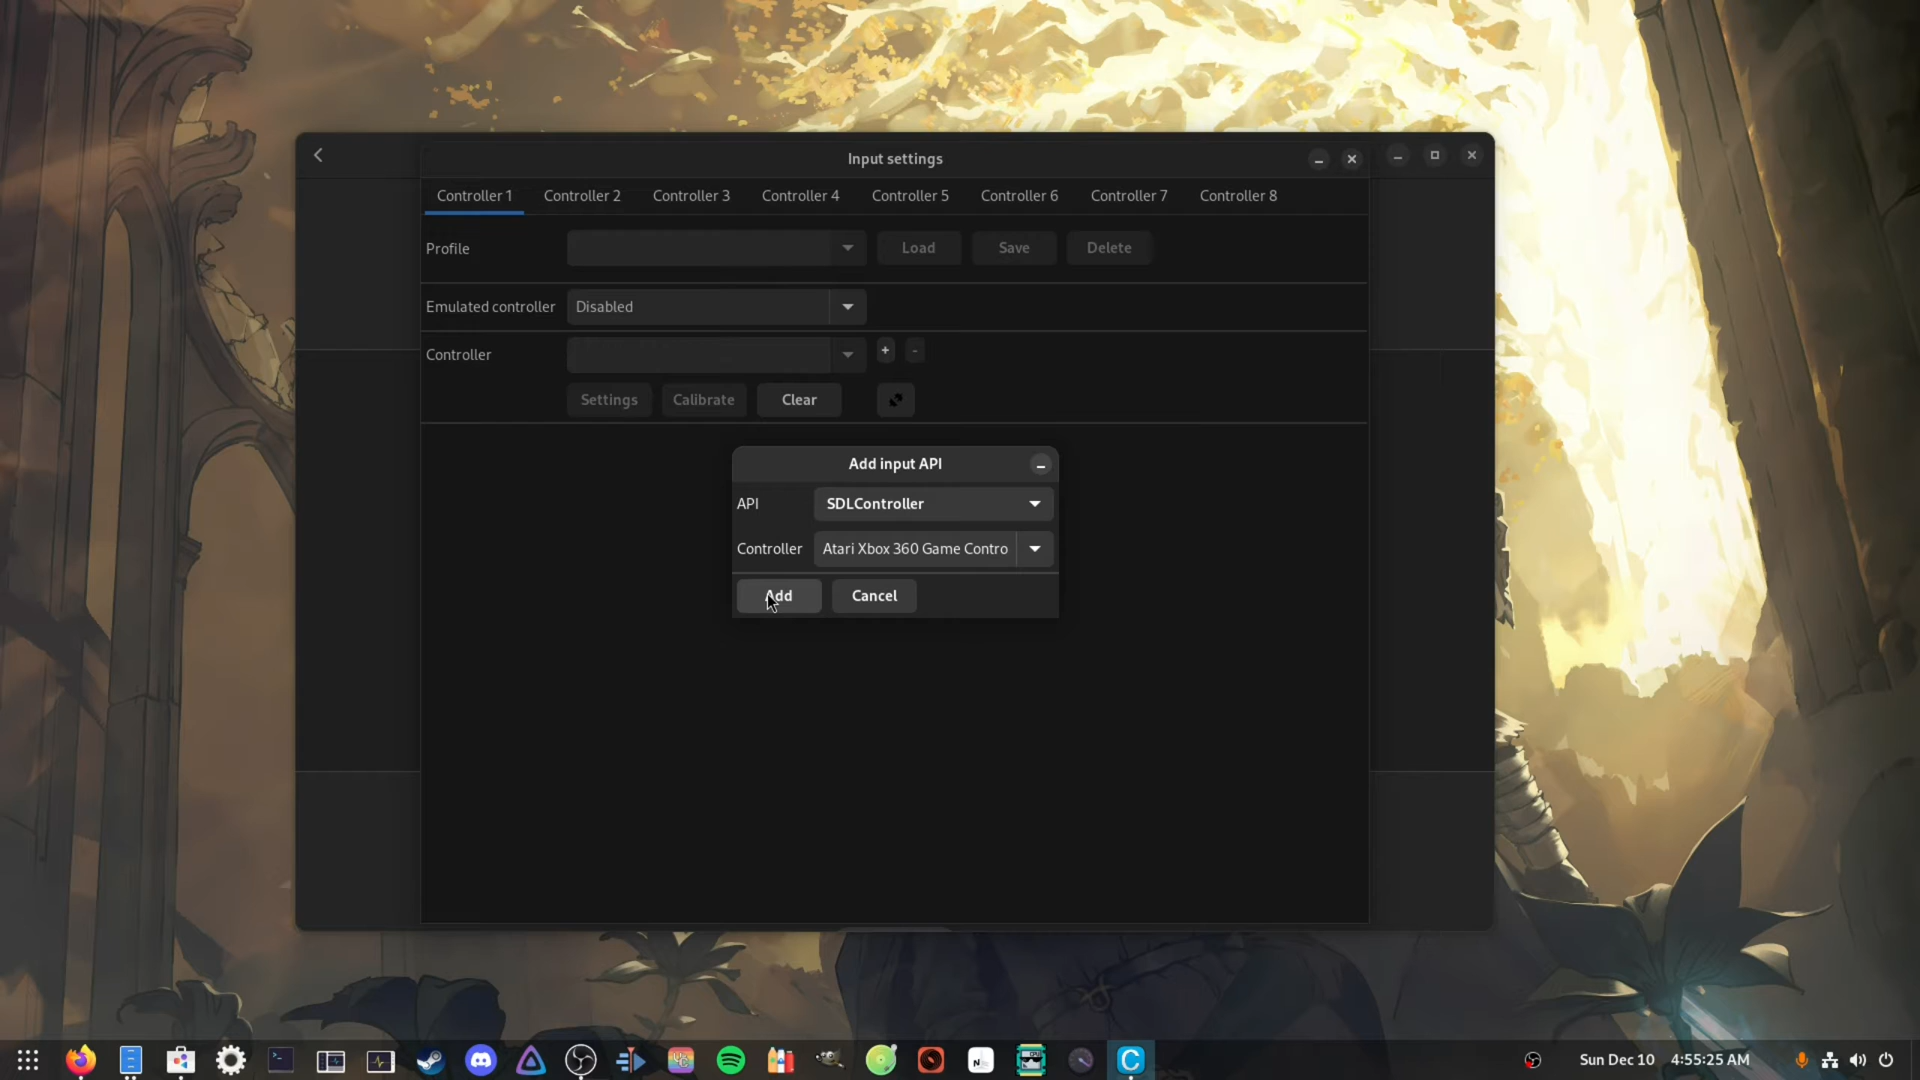 Input settings
Controller 1 Controller 2 Controller 3 Controller 4 Controller 5 Controller 6 Controller 7 Controller 8
Profile Load Save Delete
Emulated controller Disabled
Controller + -
Settings Calibrate Clear
Add input API
API SDLController
Controller Atari Xbox 360 Game Contro
Add Cancel
Sun Dec 10 4:55:25 AM